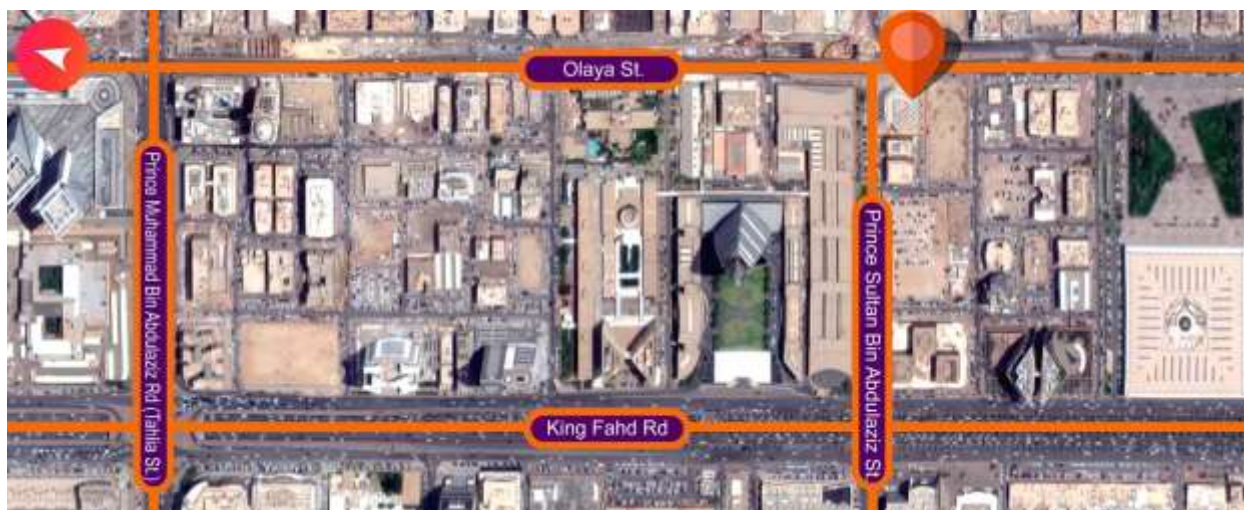 Olaya St.
Prince Muhammad Bin Abdulaziz Rd (Tahlia St.)
Prince Sultan Bin Abdulaziz St
King Fahd Rd